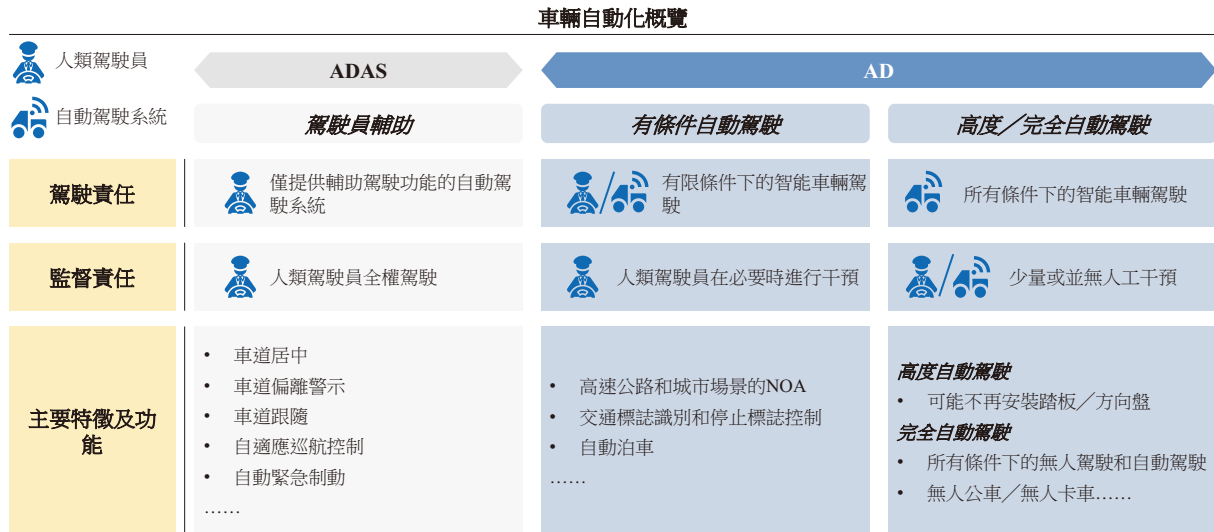 車輛自動化概覽
人類駕駛員
自動駕駛系統
ADAS
AD
駕駛員輔助
有條件自動駕駛
高度／完全自動駕駛
駕駛責任
僅提供輔助駕駛功能的自動駕
駛系統
有限條件下的智能車輛駕
駛
所有條件下的智能車輛駕駛
監督責任
人類駕駛員全權駕駛
人類駕駛員在必要時進行干預
少量或並無人工干預
主要特徵及功
能
• 車道居中
• 車道偏離警示
• 車道跟隨
• 自適應巡航控制
• 自動緊急制動
……
• 高速公路和城市場景的NOA
• 交通標誌識別和停止標誌控制
• 自動泊車
……
高度自動駕駛
• 可能不再安裝踏板／方向盤
完全自動駕駛
• 所有條件下的無人駕駛和自動駕駛
• 無人公車／無人卡車……